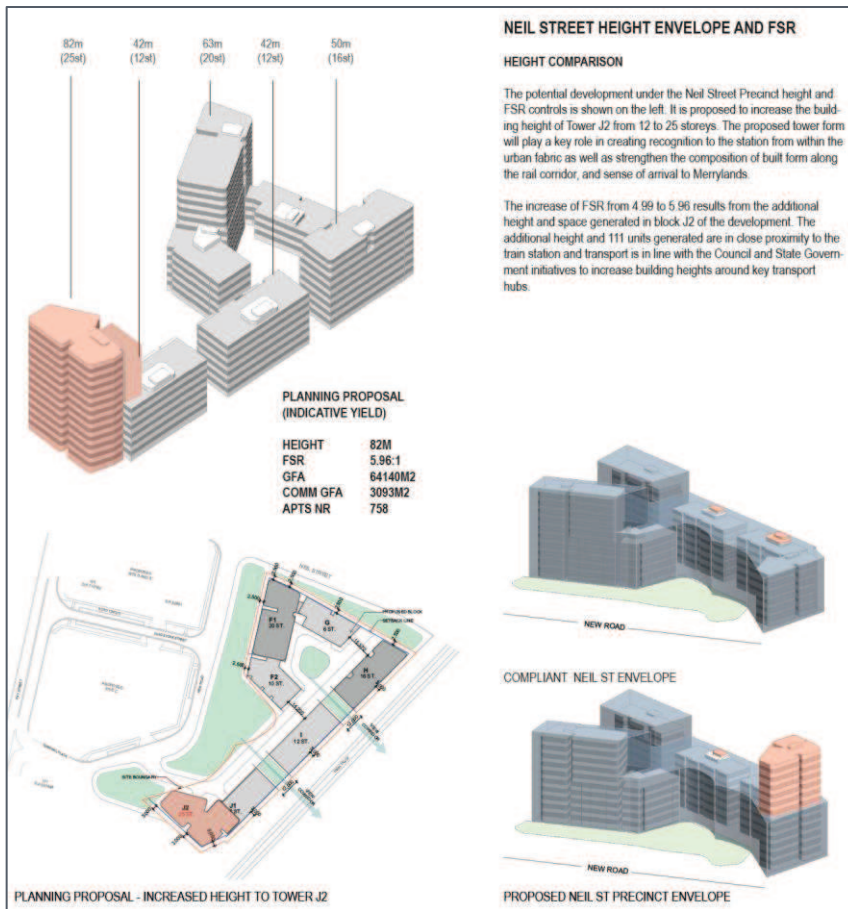 82m
(25st)
42m
(12st)
63m
(20st)
42m
(12st)
50m
(16st)
NEIL STREET HEIGHT ENVELOPE AND FSR
HEIGHT COMPARISON
The potential development under the Neil Street Precinct height and
FSR controls is shown on the left. It is proposed to increase the build-
ing height of Tower J2 from 12 to 25 storeys. The proposed tower form
will play a key role in creating recognition to the station from within the
urban fabric as well as strengthen the composition of built form along
the rail corridor, and sense of arrival to Merrylands.
The increase of FSR from 4.99 to 5.96 results from the additional
height and space generated in block J2 of the development. The
additional height and 111 units generated are in close proximity to the
train station and transport is in line with the Council and State Govern-
ment initiatives to increase building heights around key transport
hubs.
PLANNING PROPOSAL
(INDICATIVE YIELD)
HEIGHT 82M
FSR 5.96:1
GFA 64140M2
COMM GFA 3093M2
APTS NR 758
NEIL STREET
PROPOSED BLOCK
SETBACK LINE
F1
20 ST.
G
H
16 ST.
F2
10 ST.
I
12 ST.
SITE BOUNDARY
J2
J1
PLANNING PROPOSAL - INCREASED HEIGHT TO TOWER J2
NEW ROAD
COMPLIANT NEIL ST ENVELOPE
NEW ROAD
PROPOSED NEIL ST PRECINCT ENVELOPE